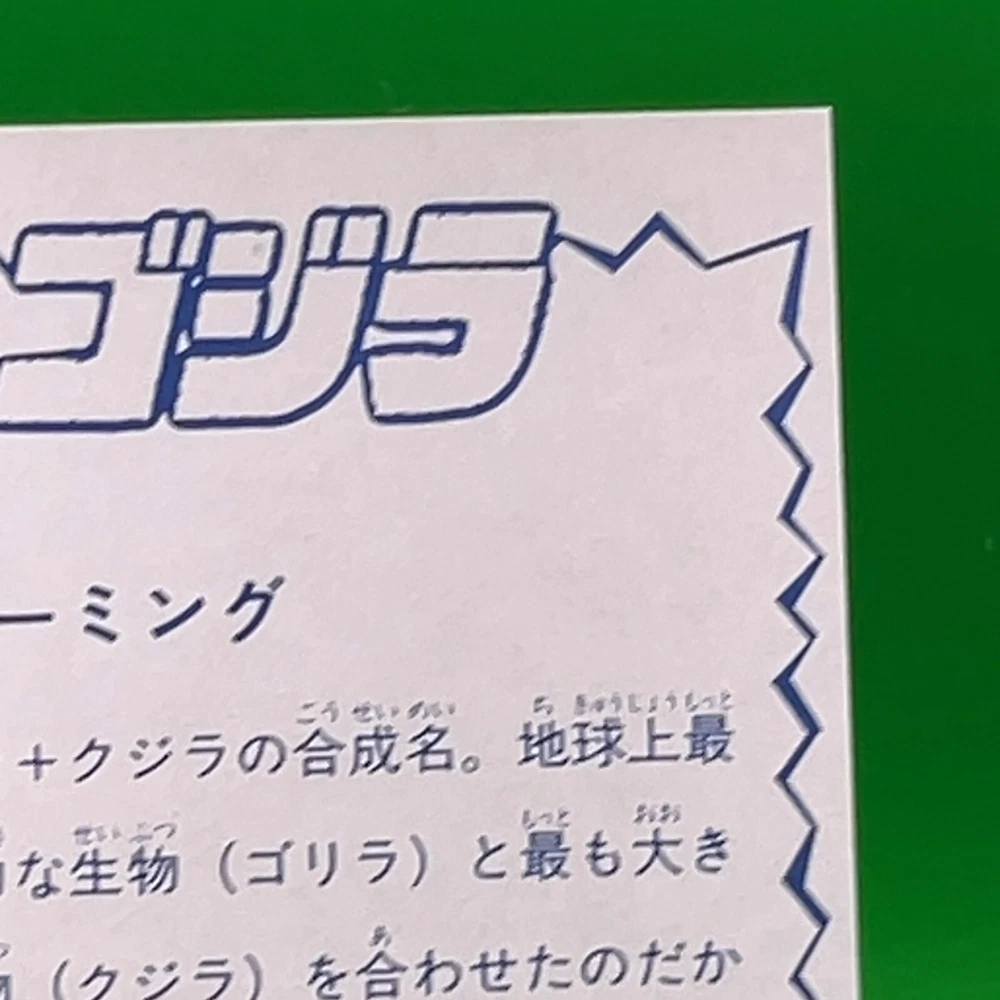 ゴジラ
ーミング
+クジラの合成名。地球上最
な生物（ゴリラ）と最も大き
（クジラ）を合わせたのだか